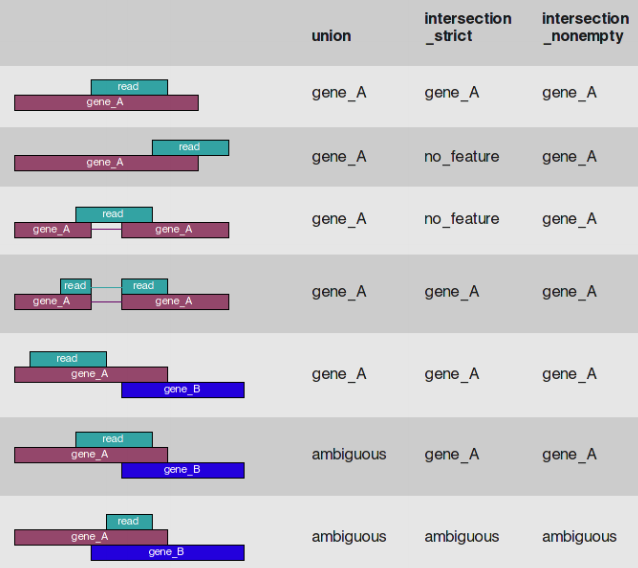 union intersection _strict intersection _nonempty
read
gene_A
gene_A gene_A gene_A
read
gene_A
gene_A no_feature gene_A
read
gene_A gene_A
gene_A no_feature gene_A
read read
gene_A gene_A
gene_A gene_A gene_A
read
gene_A
gene_B
gene_A gene_A gene_A
read
gene_A
gene_B
ambiguous gene_A gene_A
read
gene_A
gene_B
ambiguous ambiguous ambiguous